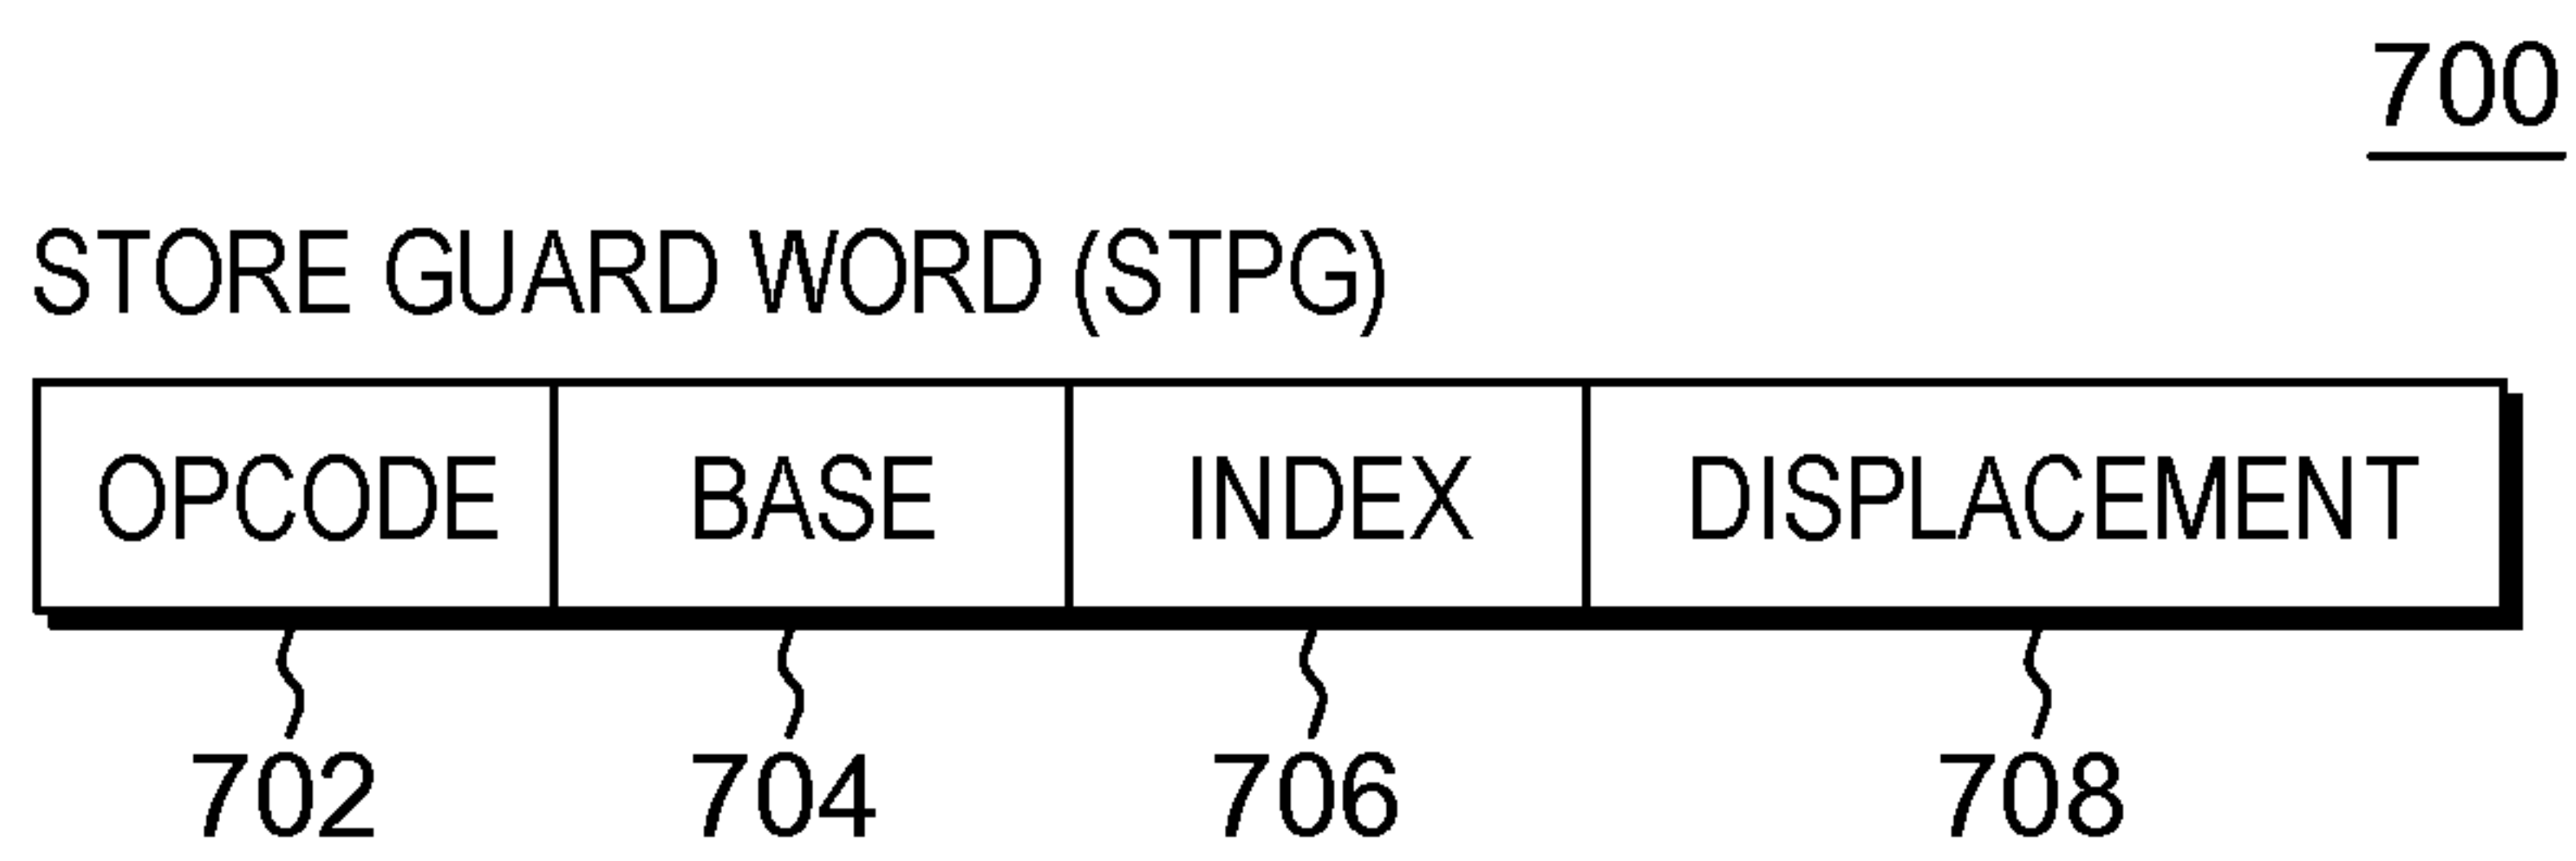 700
STORE GUARD WORD (STPG)
OPCODE BASE INDEX DISPLACEMENT
702 704 706 708